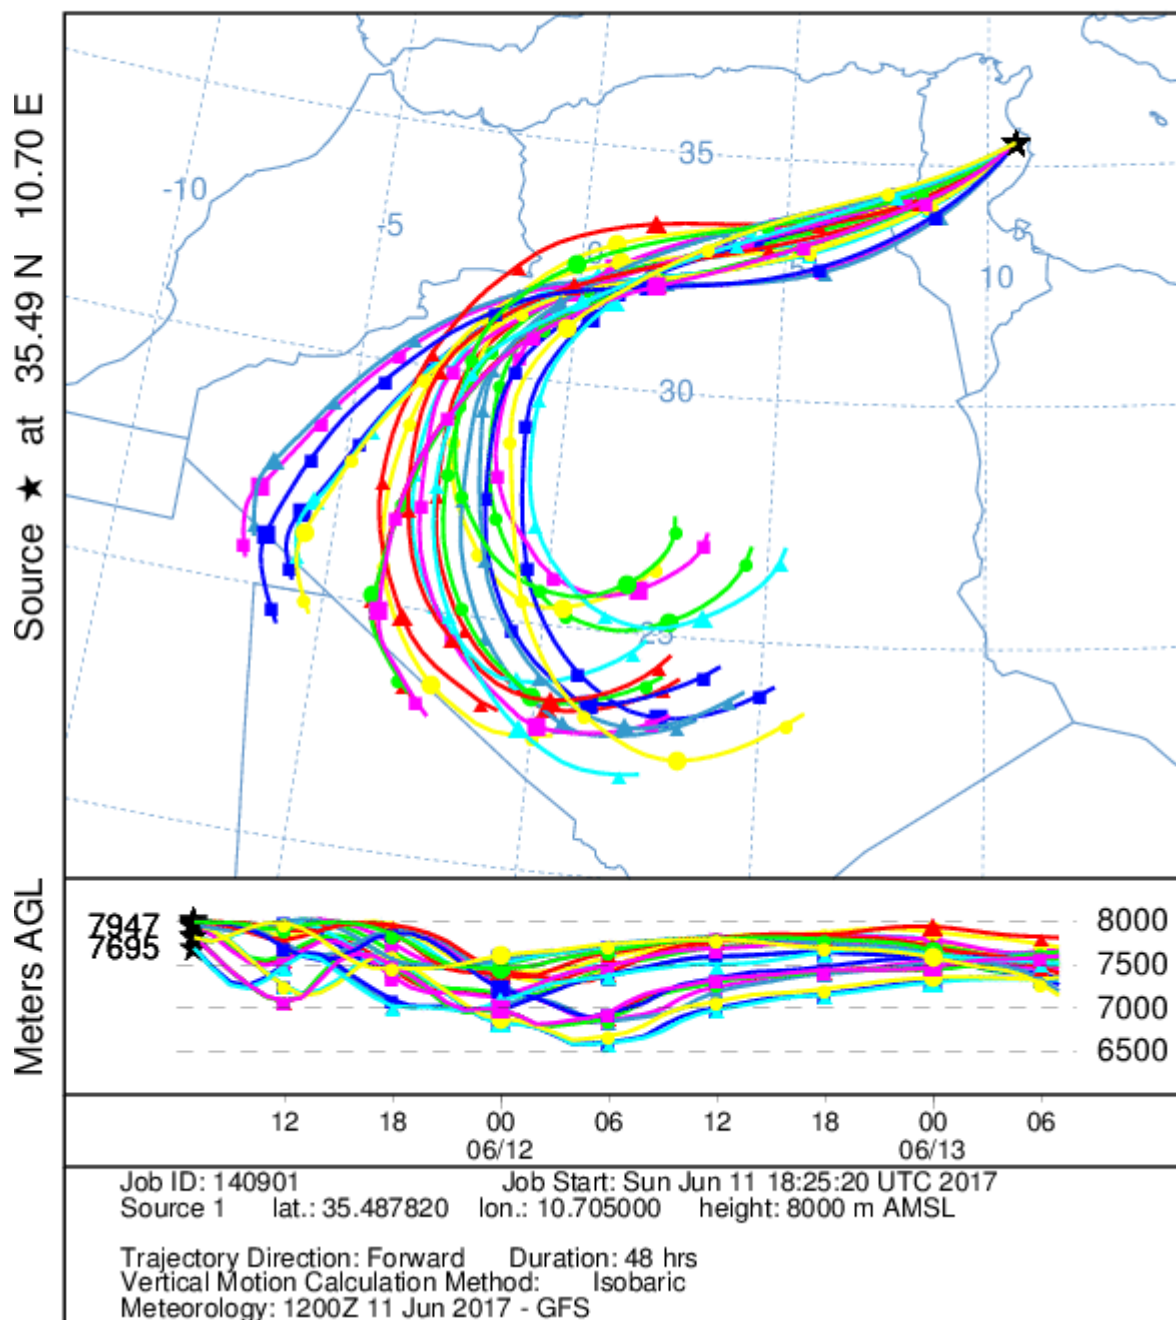 Source ★ at 35.49 N 10.70 E
-10
-5
35
0
5
10
30
25
Meters AGL
7947
7695
8000
7500
7000
6500
12 18 00 06 12 18 00 06
06/12 06/13
Job ID: 140901 Job Start: Sun Jun 11 18:25:20 UTC 2017
Source 1 lat.: 35.487820 lon.: 10.705000 height: 8000 m AMSL
Trajectory Direction: Forward Duration: 48 hrs
Vertical Motion Calculation Method: Isobaric
Meteorology: 1200Z 11 Jun 2017 - GFS